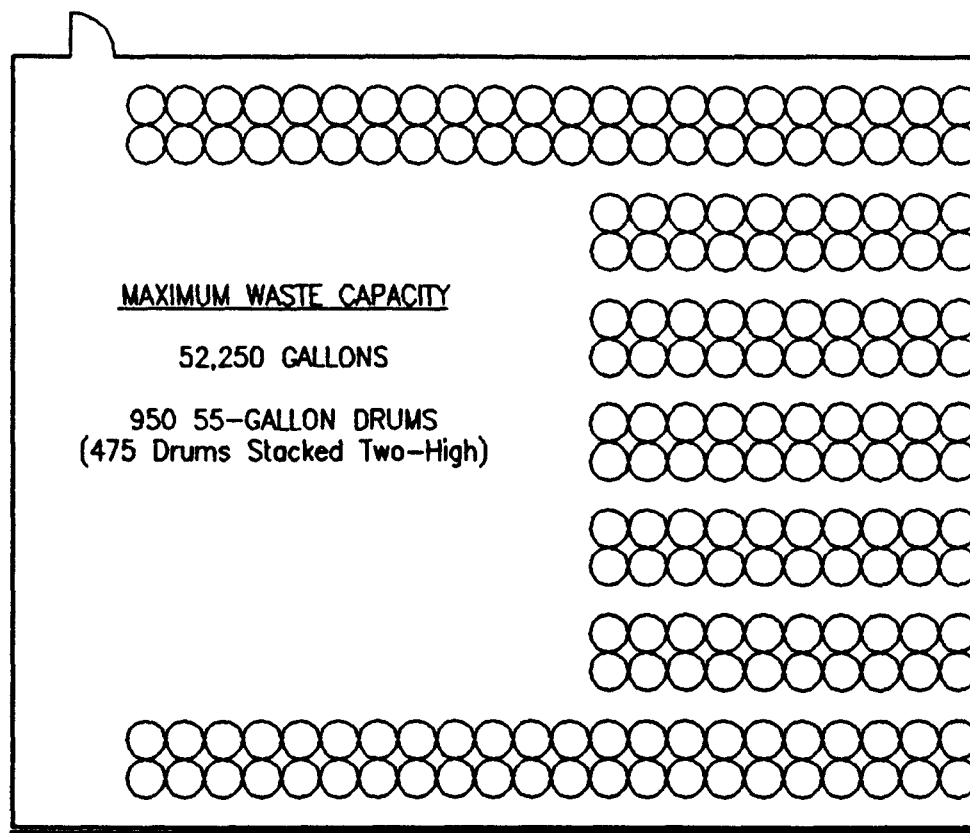 MAXIMUM WASTE CAPACITY
52,250 GALLONS
950 55-GALLON DRUMS
(475 Drums Stacked Two-High)